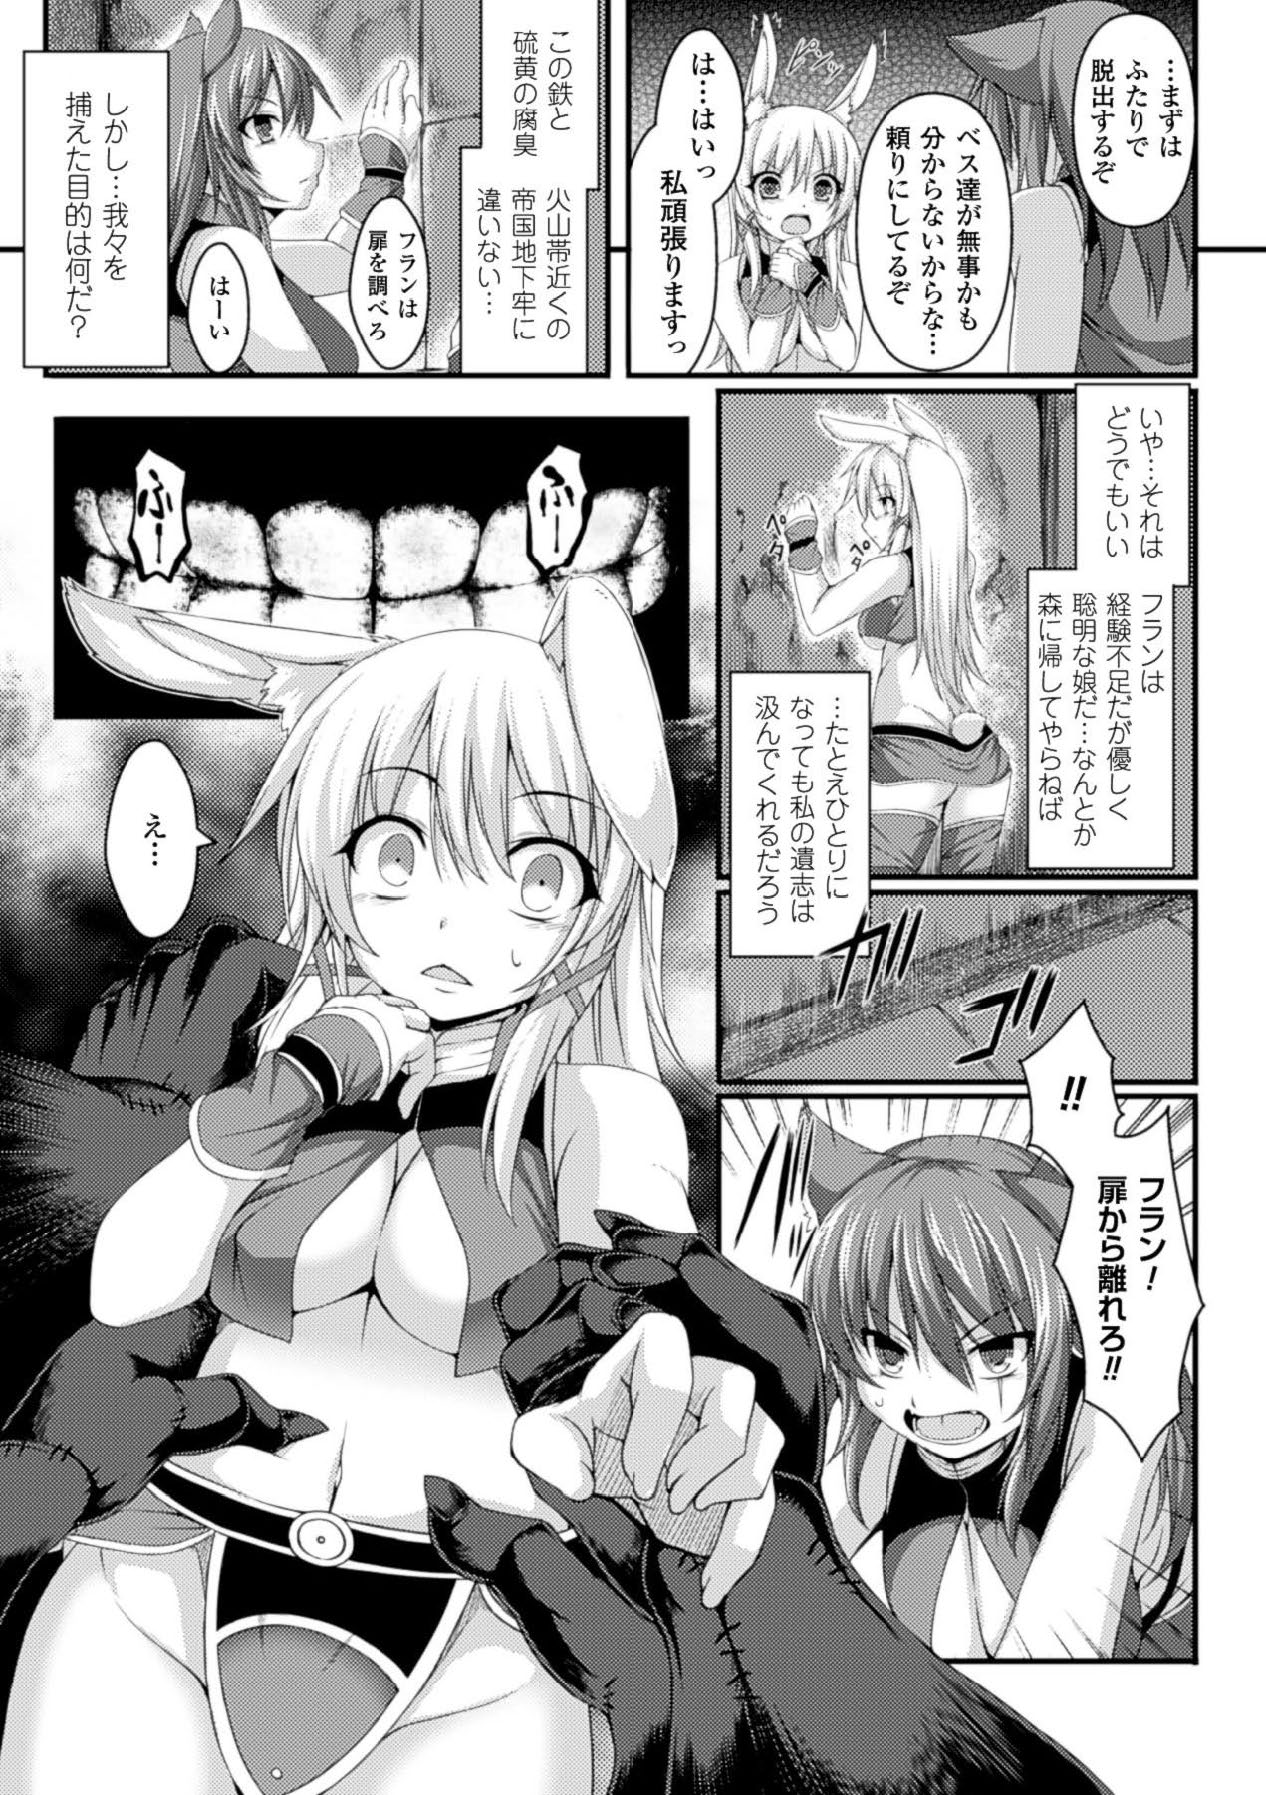 …まずは
ふたりで
脱出するぞ
ベス達が無事かも
分からないからな…
頼りにしてるぞ
ピンッ
は…はいっ
私頑張りますっ
この鉄と
硫黄の腐臭
火山帯近くの
帝国地下牢に
違いない…
フランは
扉を調べろ
はーい
しかし…我々を
捕えた目的は何だ？
いや…それは
どうでもいい
フランは
経験不足だが優しく
聡明な娘だ…なんとか
森に帰してやらねば
ペタ
ペタ
…たとえひとりに
なっても私の遺志は
汲んでくれるだろう
ガガ
ゴゴ
!!
フラン！
扉から離れろ!!
ふー
ふー
え…